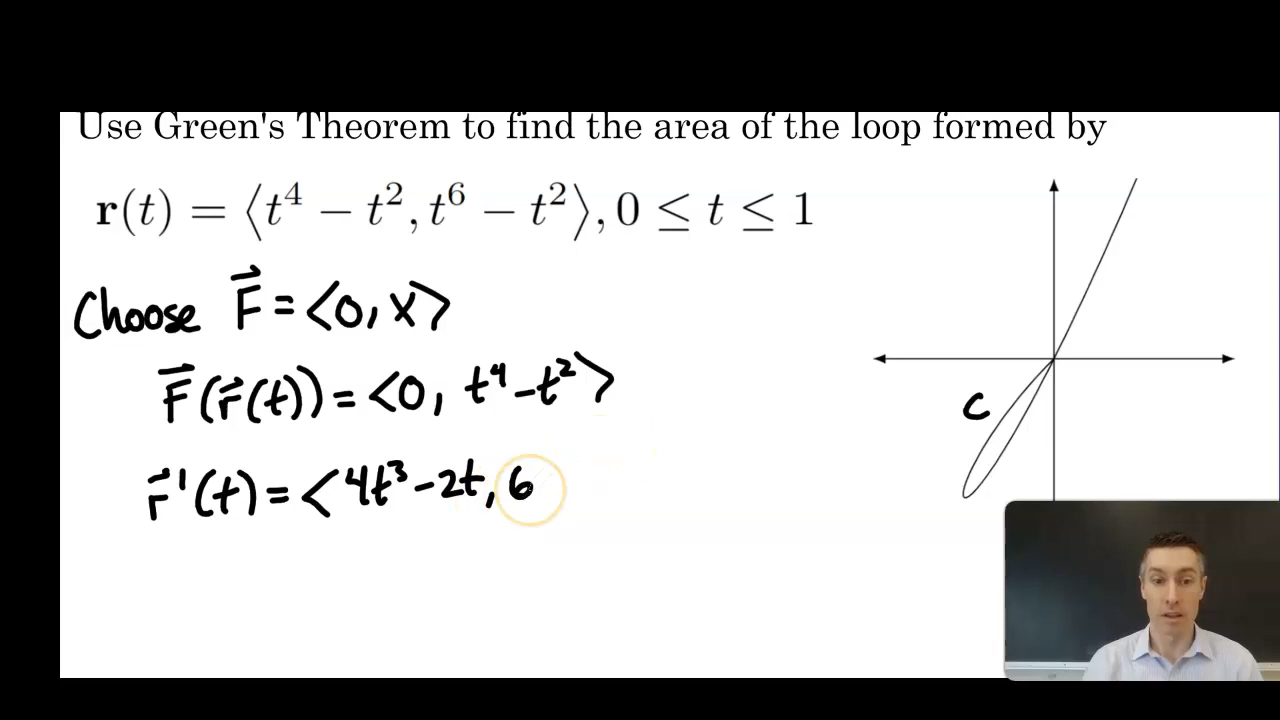 Use Green's Theorem to find the area of the loop formed by
r(t) = ⟨t⁴ − t², t⁶ − t²⟩, 0 ≤ t ≤ 1
Choose F⃗ = <0, x>
F⃗(r⃗(t)) = <0, t⁴ − t²>
C
r⃗'(t) = <4t³ − 2t, 6